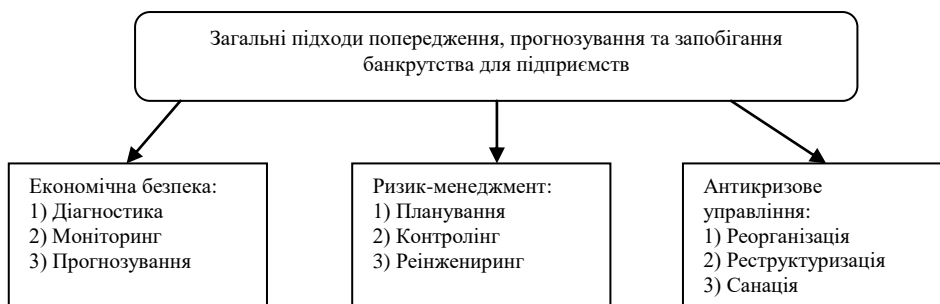 Загальні підходи попередження, прогнозування та запобігання
банкрутства для підприємств
Економічна безпека:
1) Діагностика
2) Моніторинг
3) Прогнозування
Ризик-менеджмент:
1) Планування
2) Контролінг
3) Реінжениринг
Антикризове
управління:
1) Реорганізація
2) Реструктуризація
3) Санація